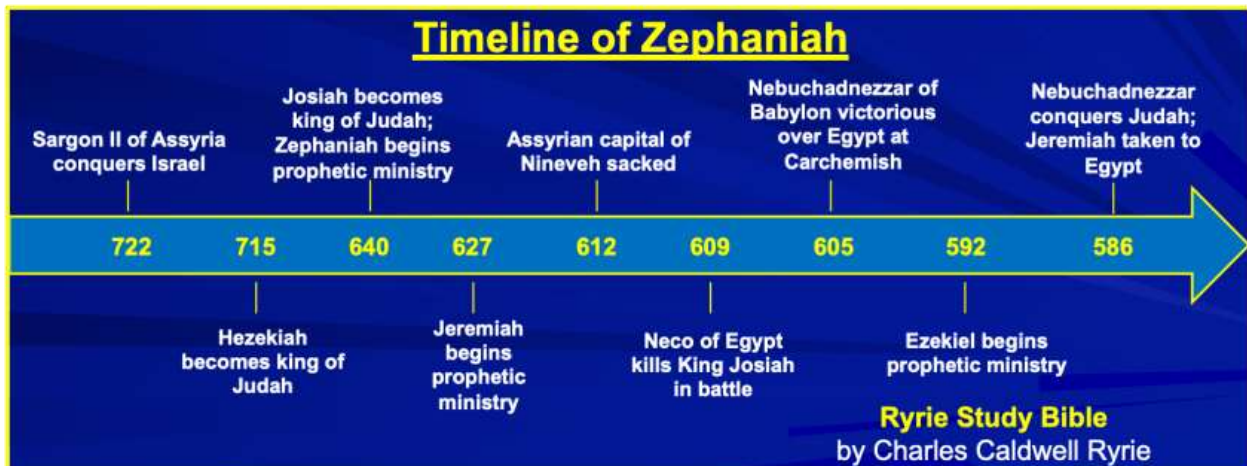 Timeline of Zephaniah
Sargon II of Assyria
conquers Israel
Josiah becomes
king of Judah;
Zephaniah begins
prophetic ministry
Assyrian capital of
Nineveh sacked
Nebuchadnezzar of
Babylon victorious
over Egypt at
Carchemish
Nebuchadnezzar
conquers Judah;
Jeremiah taken to
Egypt
722 715 640 627 612 609 605 592 586
Hezekiah
becomes king of
Judah
Jeremiah
begins
prophetic
ministry
Neco of Egypt
kills King Josiah
in battle
Ezekiel begins
prophetic ministry
Ryrie Study Bible
by Charles Caldwell Ryrie